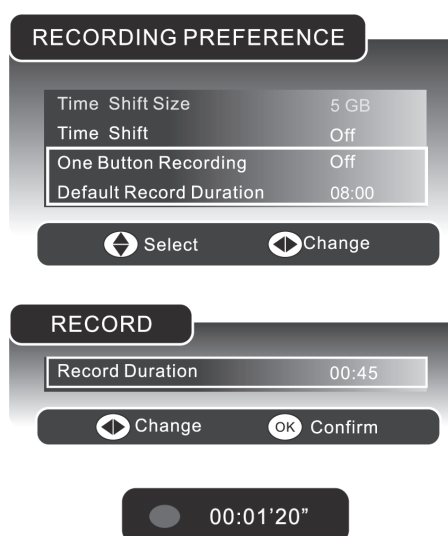 RECORDING PREFERENCE
Time Shift Size 5 GB
Time Shift Off
One Button Recording Off
Default Record Duration 08:00
Select Change
RECORD
Record Duration 00:45
Change OK Confirm
00:01’20”